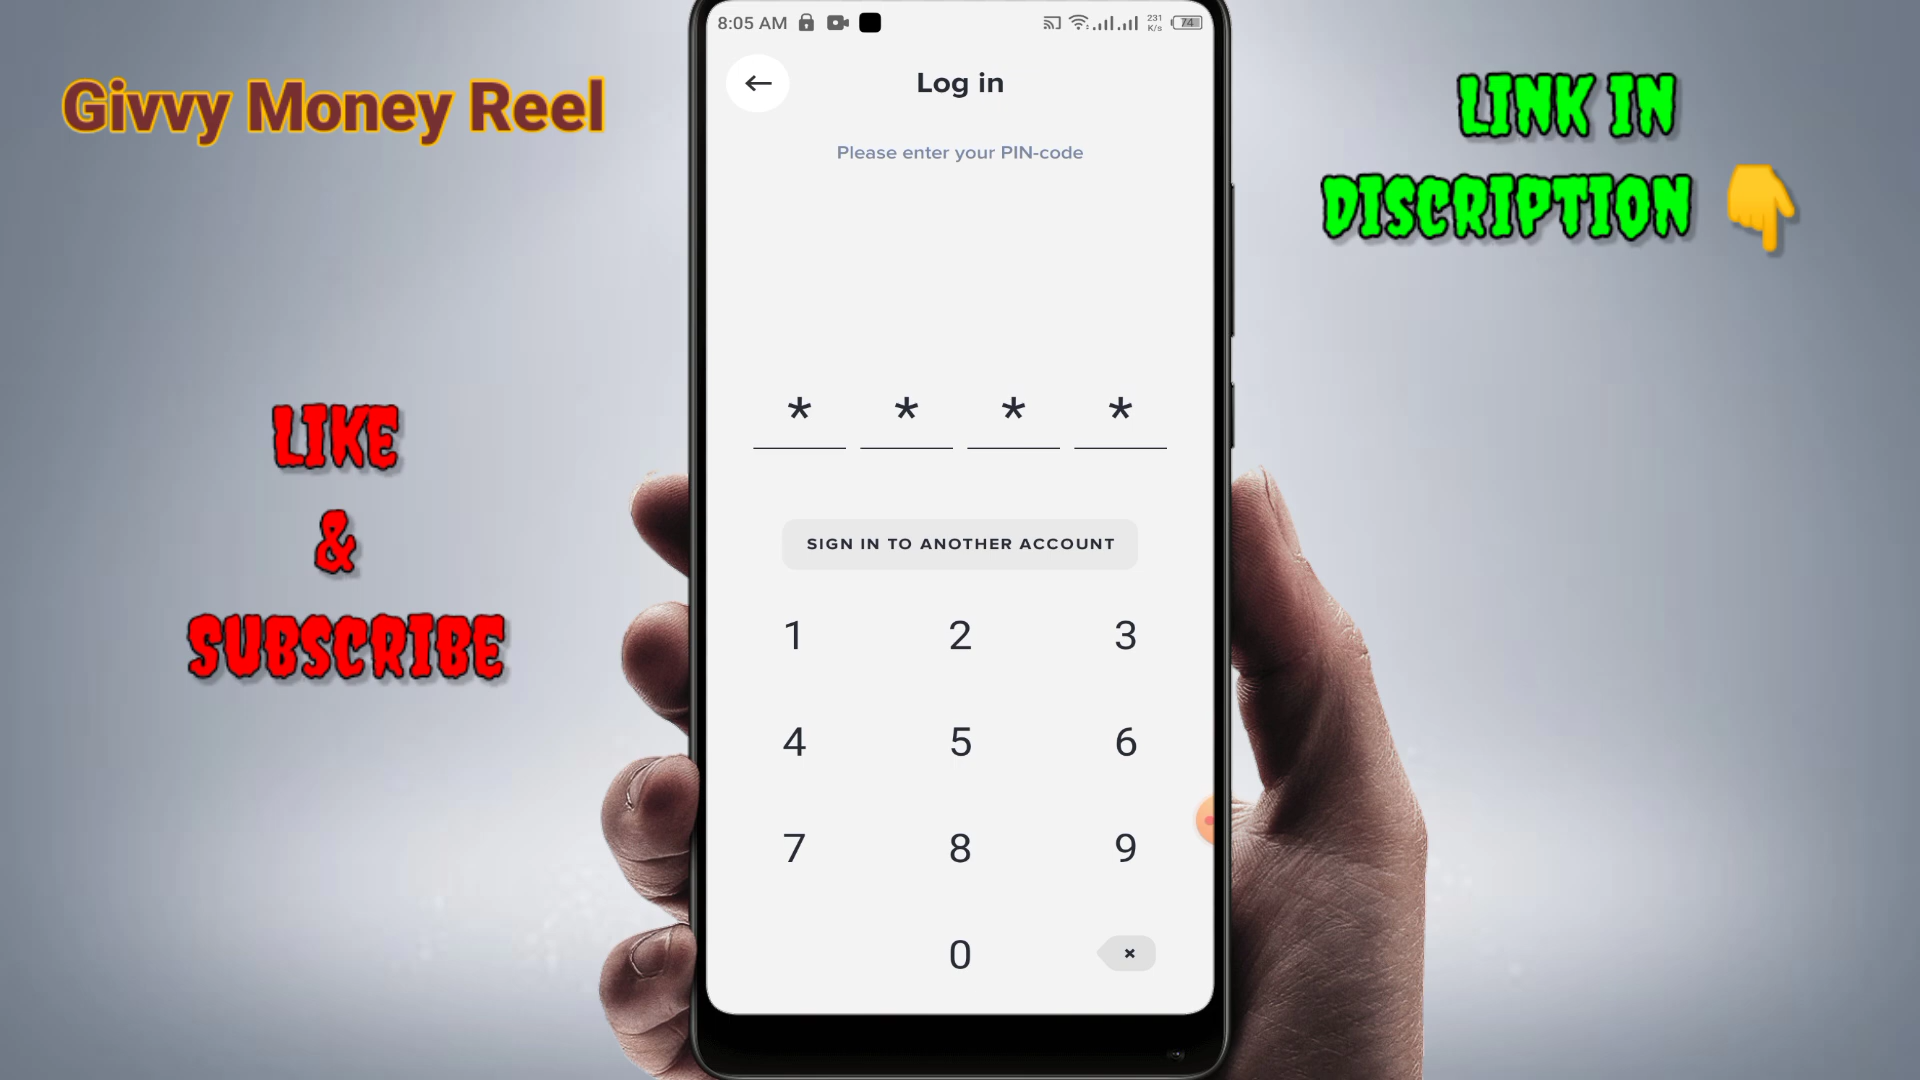 8:05 AM
231
K/s
74
Log in
Please enter your PIN-code
Givvy Money Reel
LINK IN
DISCRIPTION
* * * *
LIKE
&
SUBSCRIBE
SIGN IN TO ANOTHER ACCOUNT
1 2 3
4 5 6
7 8 9
0